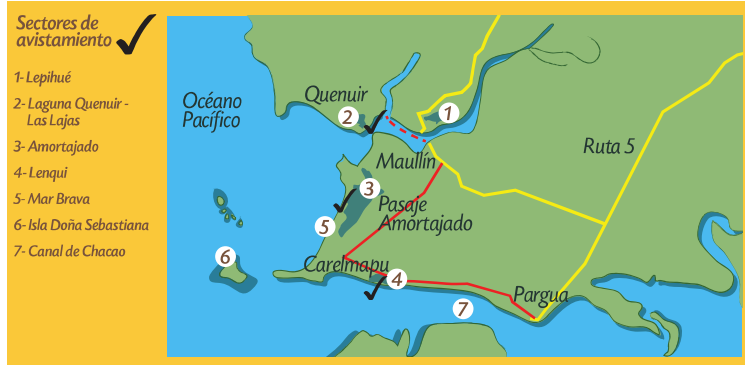 Sectores de
avistamiento
1- Lepihué
2- Laguna Quenuir -
Las Lajas
3- Amortajado
4- Lenqui
5- Mar Brava
6- Isla Doña Sebastiana
7- Canal de Chacao
Océano
Pacífico
Quenuir
2
1
Maullín
Ruta 5
3
Pasaje
Amortajado
5
6
Carelmapu
4
Pargua
7